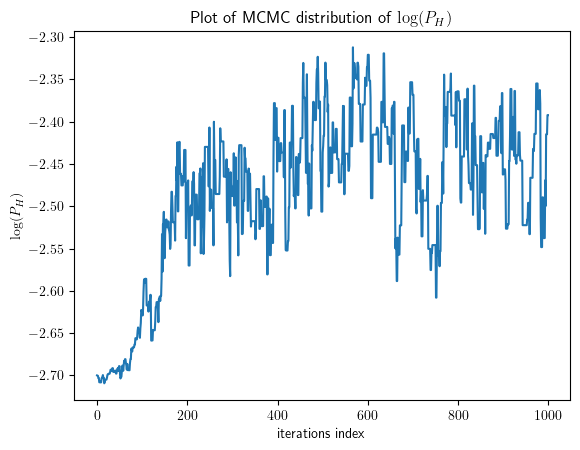 Plot of MCMC distribution of log(P_H)
−2.30
−2.35
−2.40
−2.45
−2.50
−2.55
−2.60
−2.65
−2.70
log(P_H)
0 200 400 600 800 1000
iterations index